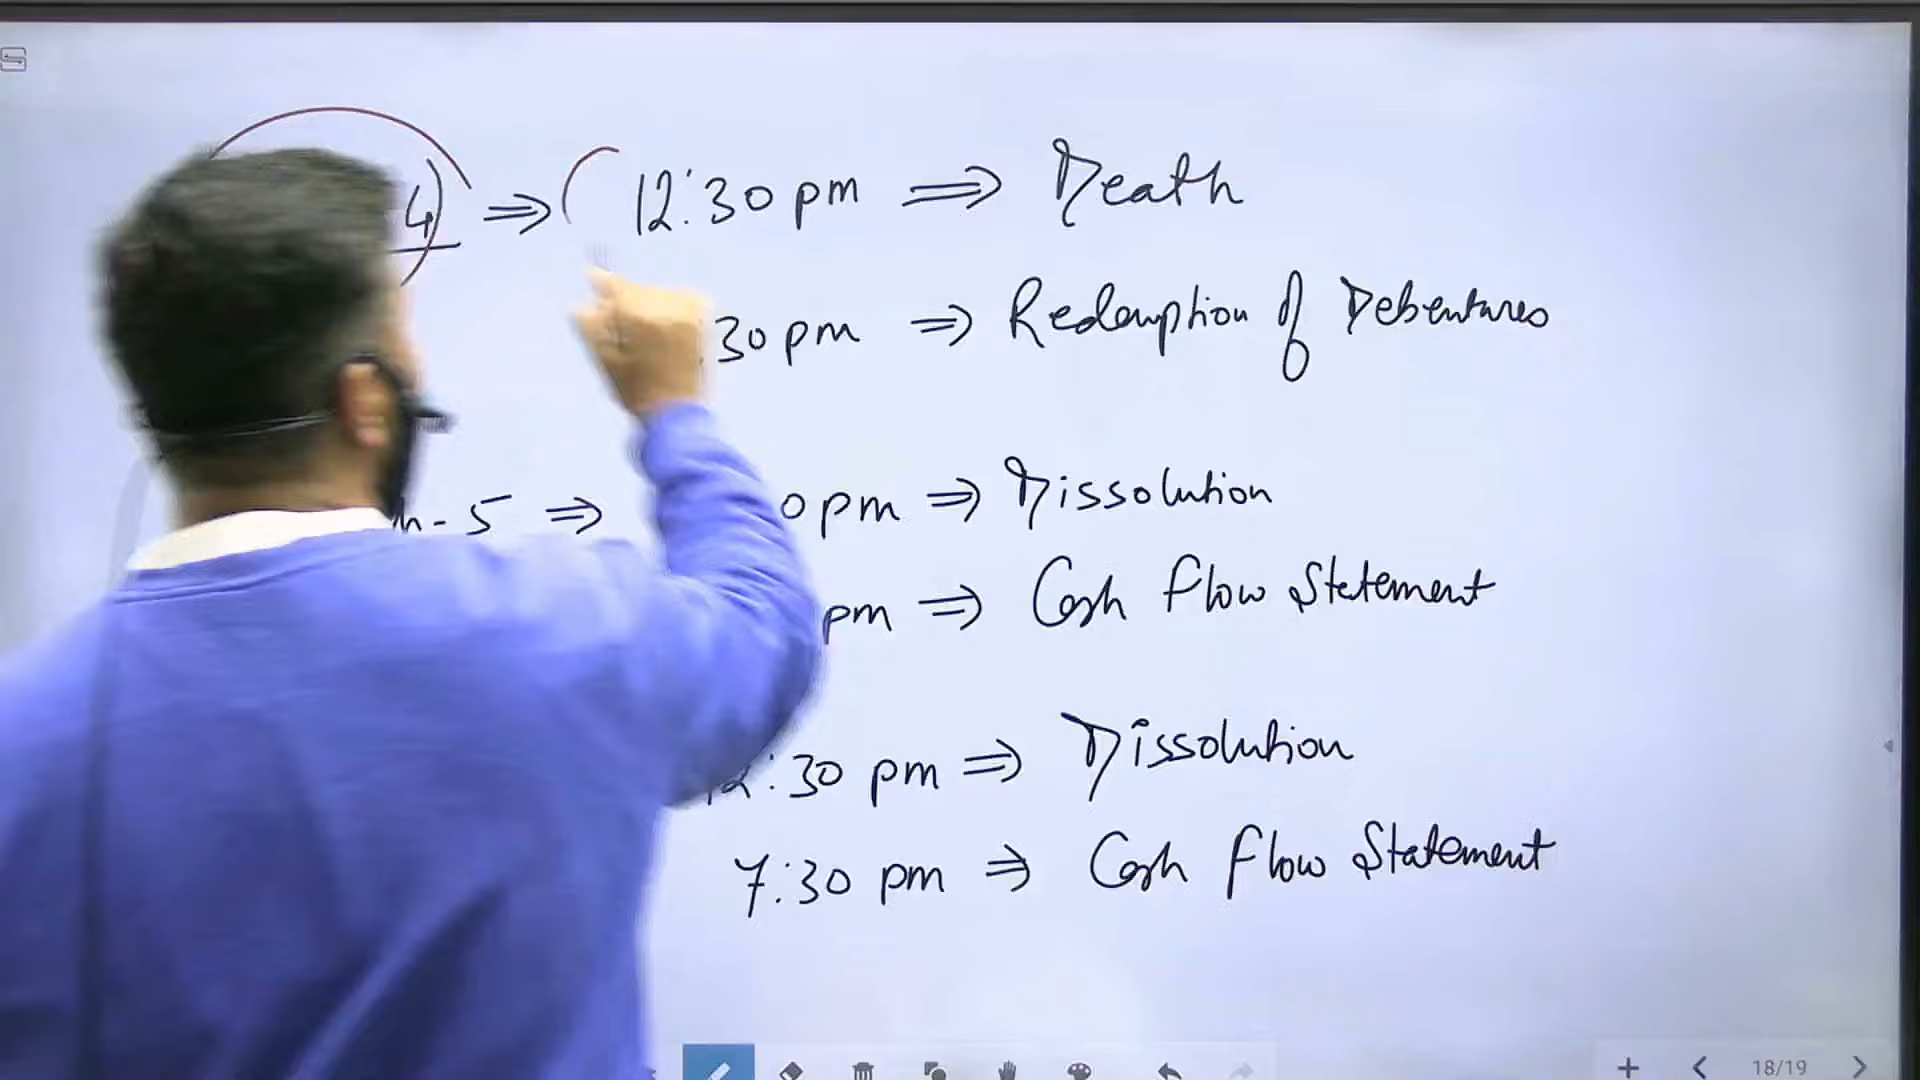 4) ⇒ ( 12:30 pm ⇒ Death
30 pm ⇒ Redemption of Debentures
h-5 ⇒ 0 pm ⇒ Dissolution
pm ⇒ Cash Flow Statement
12:30 pm ⇒ Dissolution
7:30 pm ⇒ Cash Flow Statement
18/19